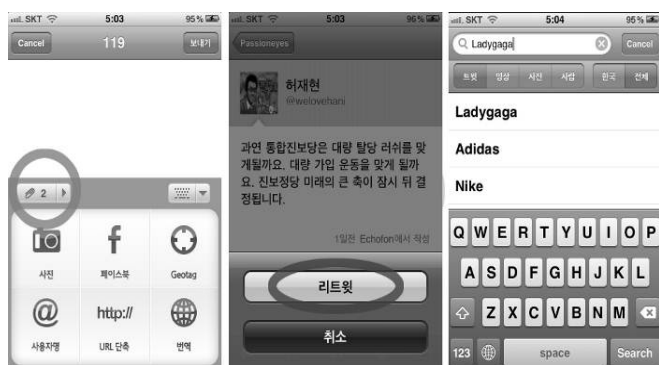 SKT 5:03 95%
Cancel 119 보내기
2
사진 페이스북 Geotag
@ http://
사용자명 URL 단축 번역
SKT 5:03 96%
Passioneyes
허재현
@welovehani
과연 통합진보당은 대량 탈당 러쉬를 맞
게될까요. 대량 가입 운동을 맞게 될까
요. 진보정당 미래의 큰 축이 잠시 뒤 결
정됩니다.
1일전 Echofon에서 작성
리트윗
취소
SKT 5:04 95%
Ladygaga Cancel
트윗 영상 사진 사람 한국 전체
Ladygaga
Adidas
Nike
Q W E R T Y U I O P
A S D F G H J K L
Z X C V B N M
123 space Search